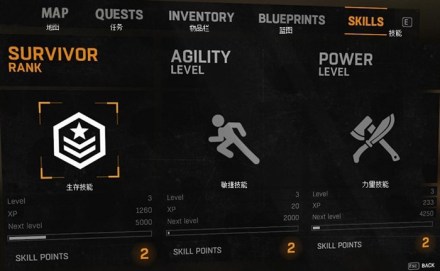 MAP QUESTS INVENTORY BLUEPRINTS SKILLS E
地图 任务 物品栏 蓝图 技能
SURVIVOR
RANK
AGILITY
LEVEL
POWER
LEVEL
生存技能
敏捷技能
力量技能
Level 3
XP 1260
Next level 5000
SKILL POINTS 2
Level 3
XP 20
Next level 2000
SKILL POINTS 2
Level 3
XP 233
Next level 4250
SKILL POINTS 2
ESC BACK